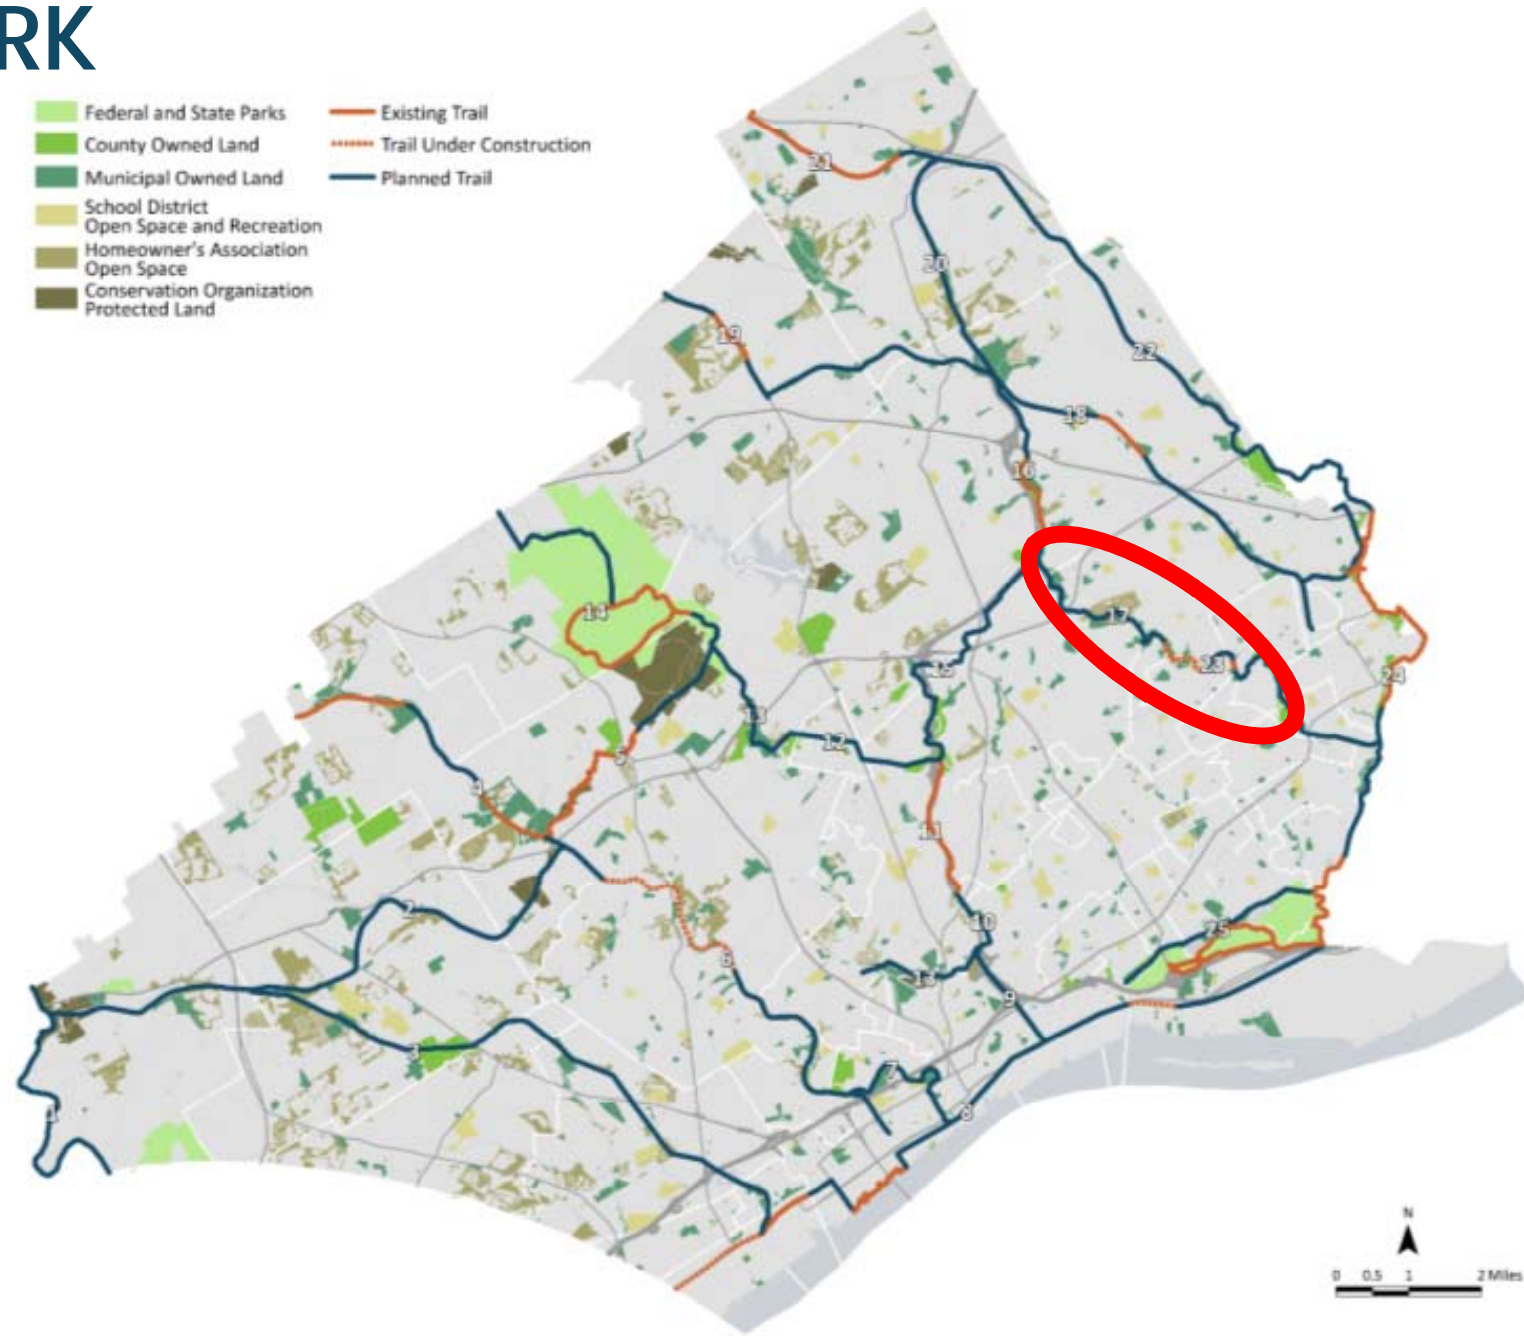 RK
Federal and State Parks
County Owned Land
Municipal Owned Land
School District
Open Space and Recreation
Homeowner's Association
Open Space
Conservation Organization
Protected Land
Existing Trail
Trail Under Construction
Planned Trail
21
20
22
19
18
16
17
14
23
15
24
13
12
5
4
11
2
10
25
6
13
9
3
7
8
1
N
0 0.5 1 2 Miles